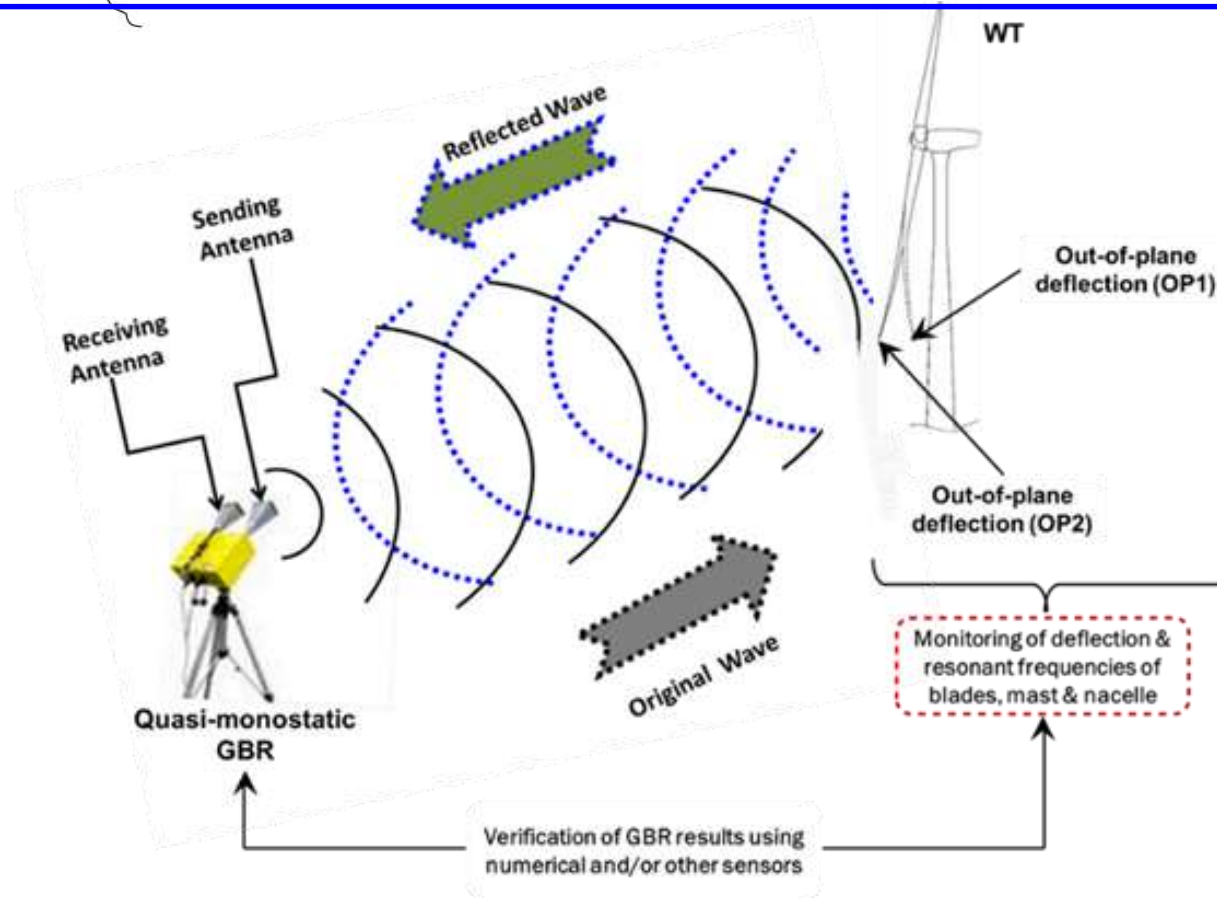 WT
Reflected Wave
Sending
Antenna
Out-of-plane
deflection (OP1)
Receiving
Antenna
Out-of-plane
deflection (OP2)
Monitoring of deflection &
resonant frequencies of
blades, mast & nacelle
Original Wave
Quasi-monostatic
GBR
Verification of GBR results using
numerical and/or other sensors